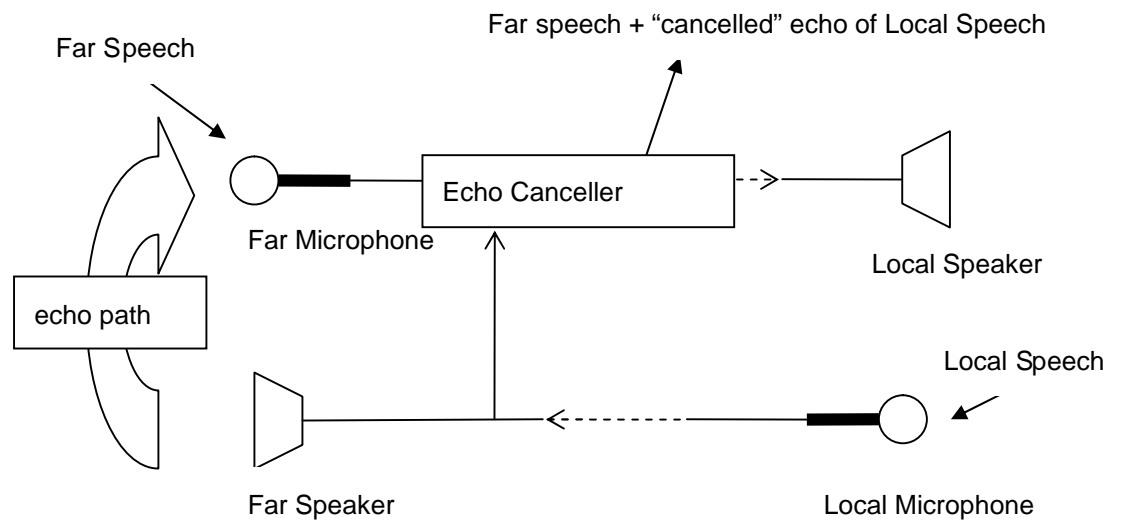 Far speech + “cancelled” echo of Local Speech
Far Speech
Echo Canceller
Far Microphone
Local Speaker
echo path
Local Speech
Far Speaker
Local Microphone